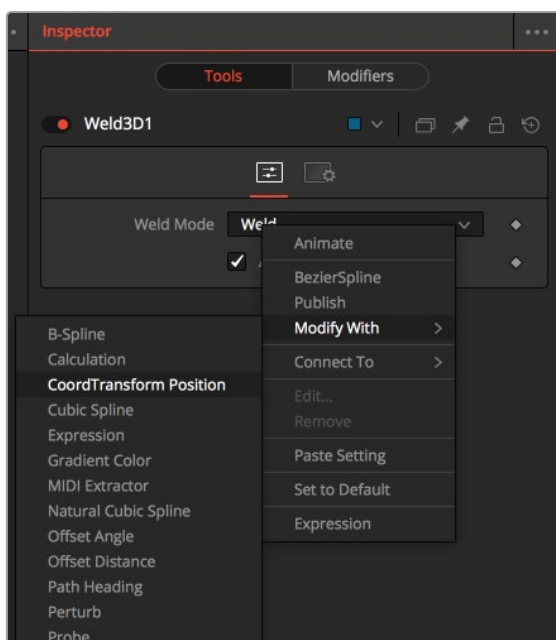 Inspector
Tools Modifiers
Weld3D1
Weld Mode Weld
Animate
BezierSpline
Publish
Modify With
Connect To
Edit...
Remove
Paste Setting
Set to Default
Expression
B-Spline
Calculation
CoordTransform Position
Cubic Spline
Expression
Gradient Color
MIDI Extractor
Natural Cubic Spline
Offset Angle
Offset Distance
Path Heading
Perturb
Probe